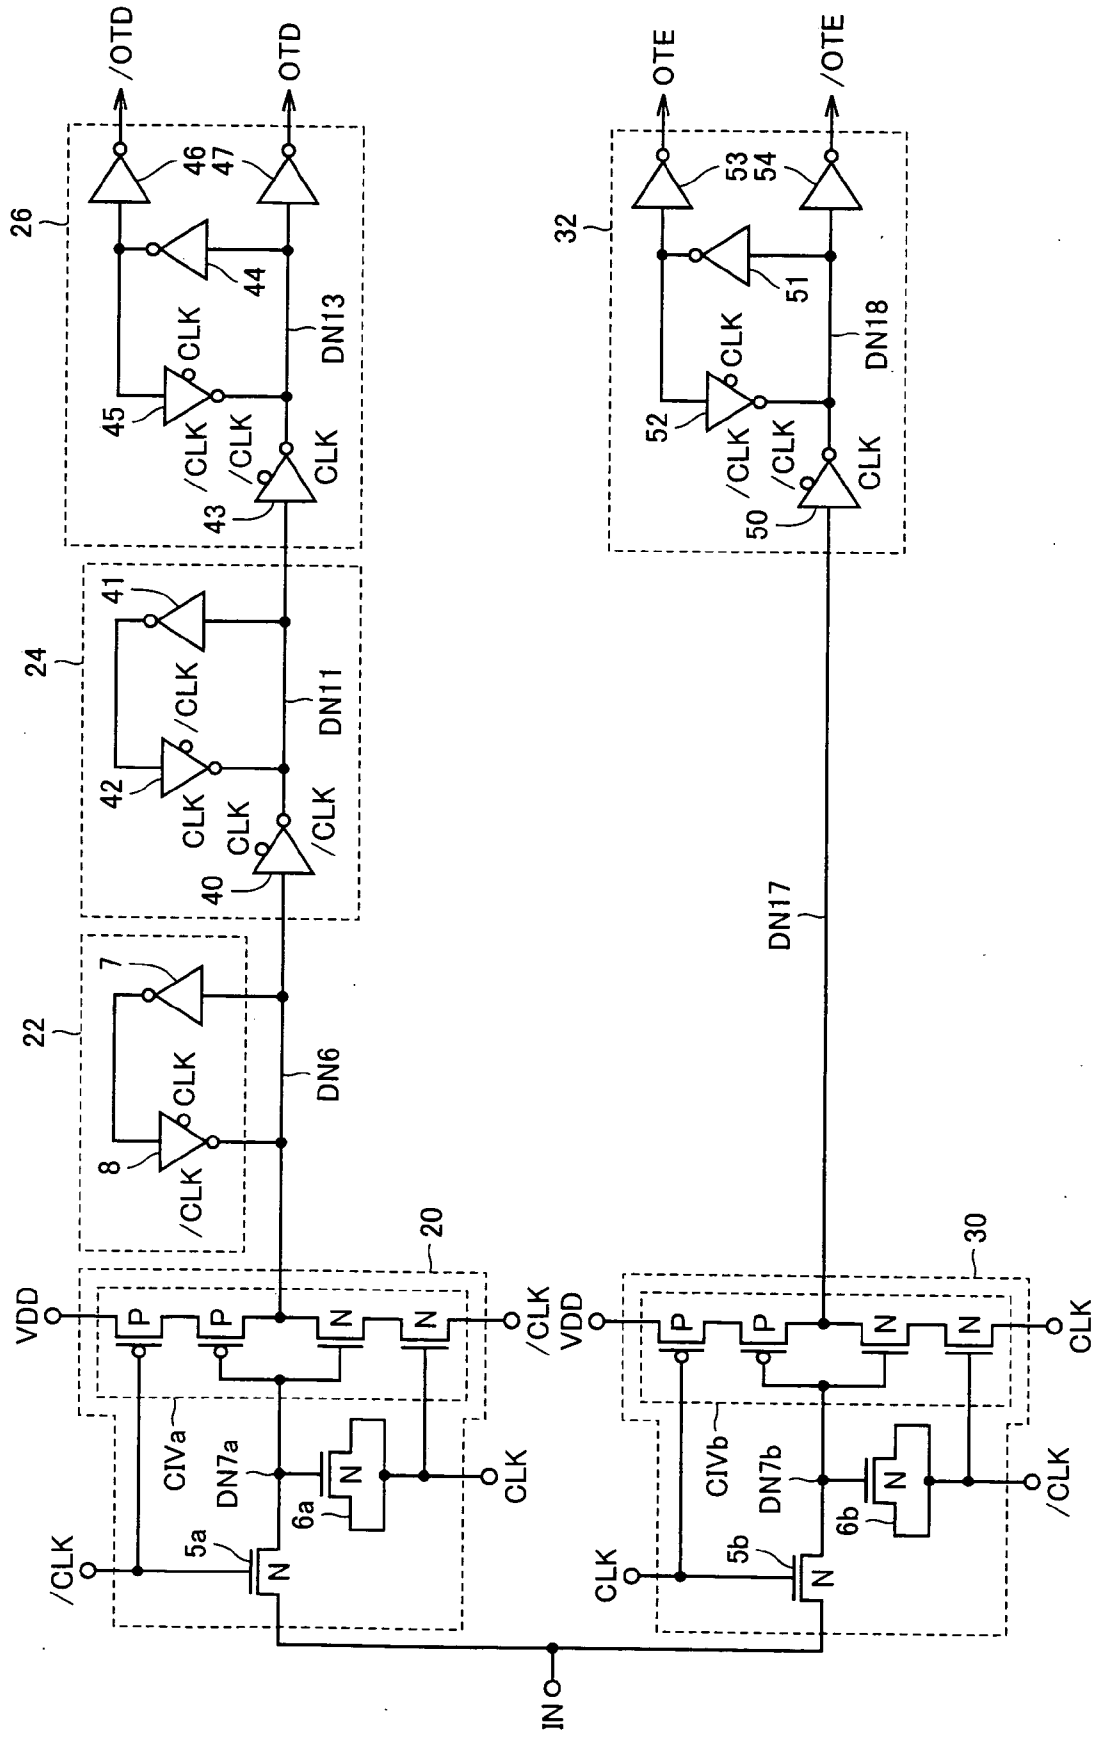 IN
/CLK
5a
N
DN7a
6a
N
CLK
CIVa
VDD
P
P
N
N
/CLK
20
22
8
/CLK
CLK
7
DN6
24
40
CLK
/CLK
42
CLK
/CLK
41
DN11
26
43
/CLK
CLK
45
/CLK
CLK
44
DN13
46
47
/OTD
OTD
CLK
5b
N
DN7b
6b
N
/CLK
CIVb
VDD
P
P
N
N
CLK
30
DN17
32
50
/CLK
CLK
52
/CLK
CLK
51
DN18
53
54
OTE
/OTE